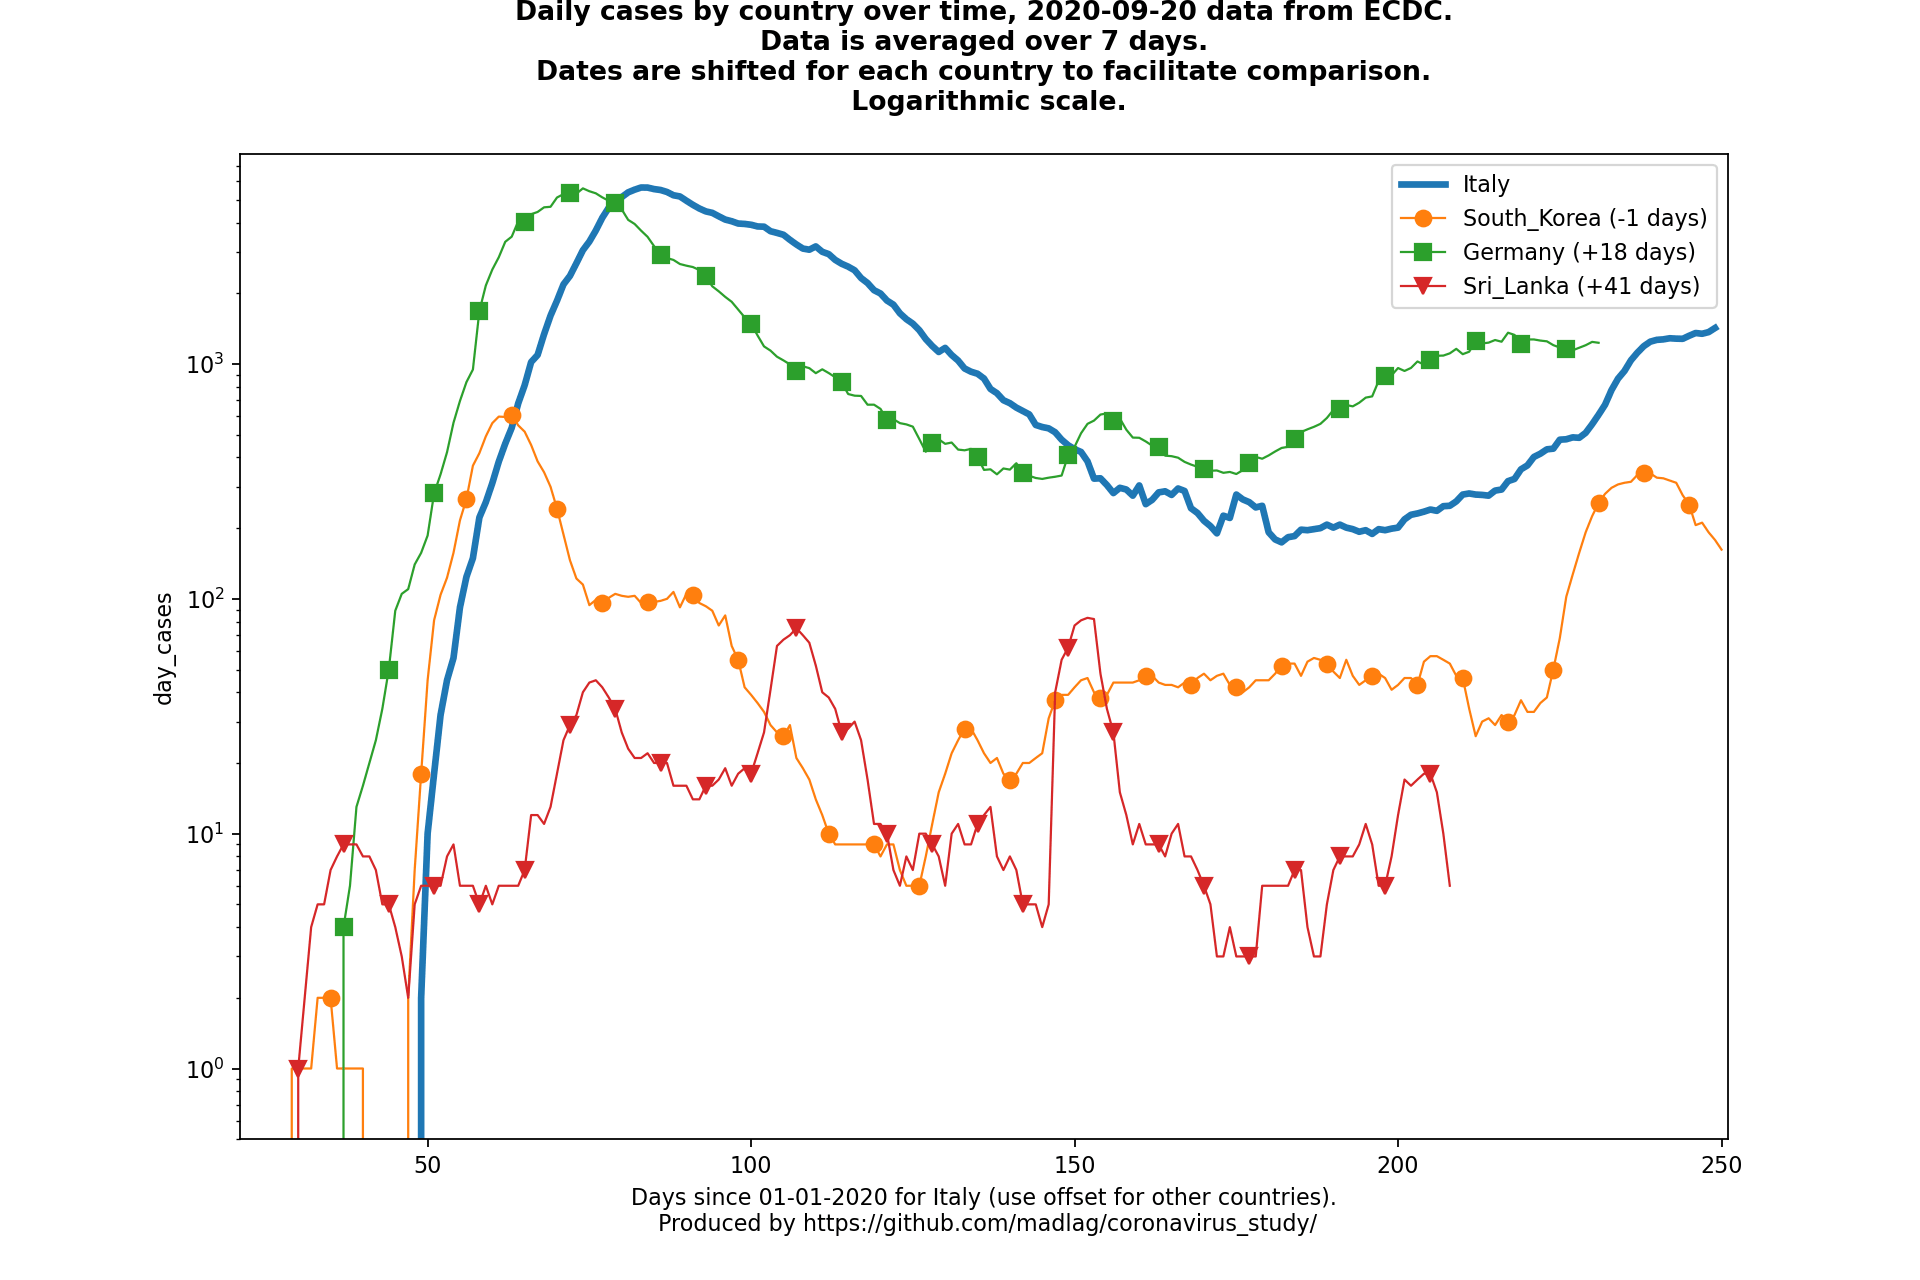 Daily cases by country over time, 2020-09-20 data from ECDC.
Data is averaged over 7 days.
Dates are shifted for each country to facilitate comparison.
Logarithmic scale.
Italy
South_Korea (-1 days)
Germany (+18 days)
Sri_Lanka (+41 days)
10³
10²
10¹
10⁰
day_cases
50 100 150 200 250
Days since 01-01-2020 for Italy (use offset for other countries).
Produced by https://github.com/madlag/coronavirus_study/